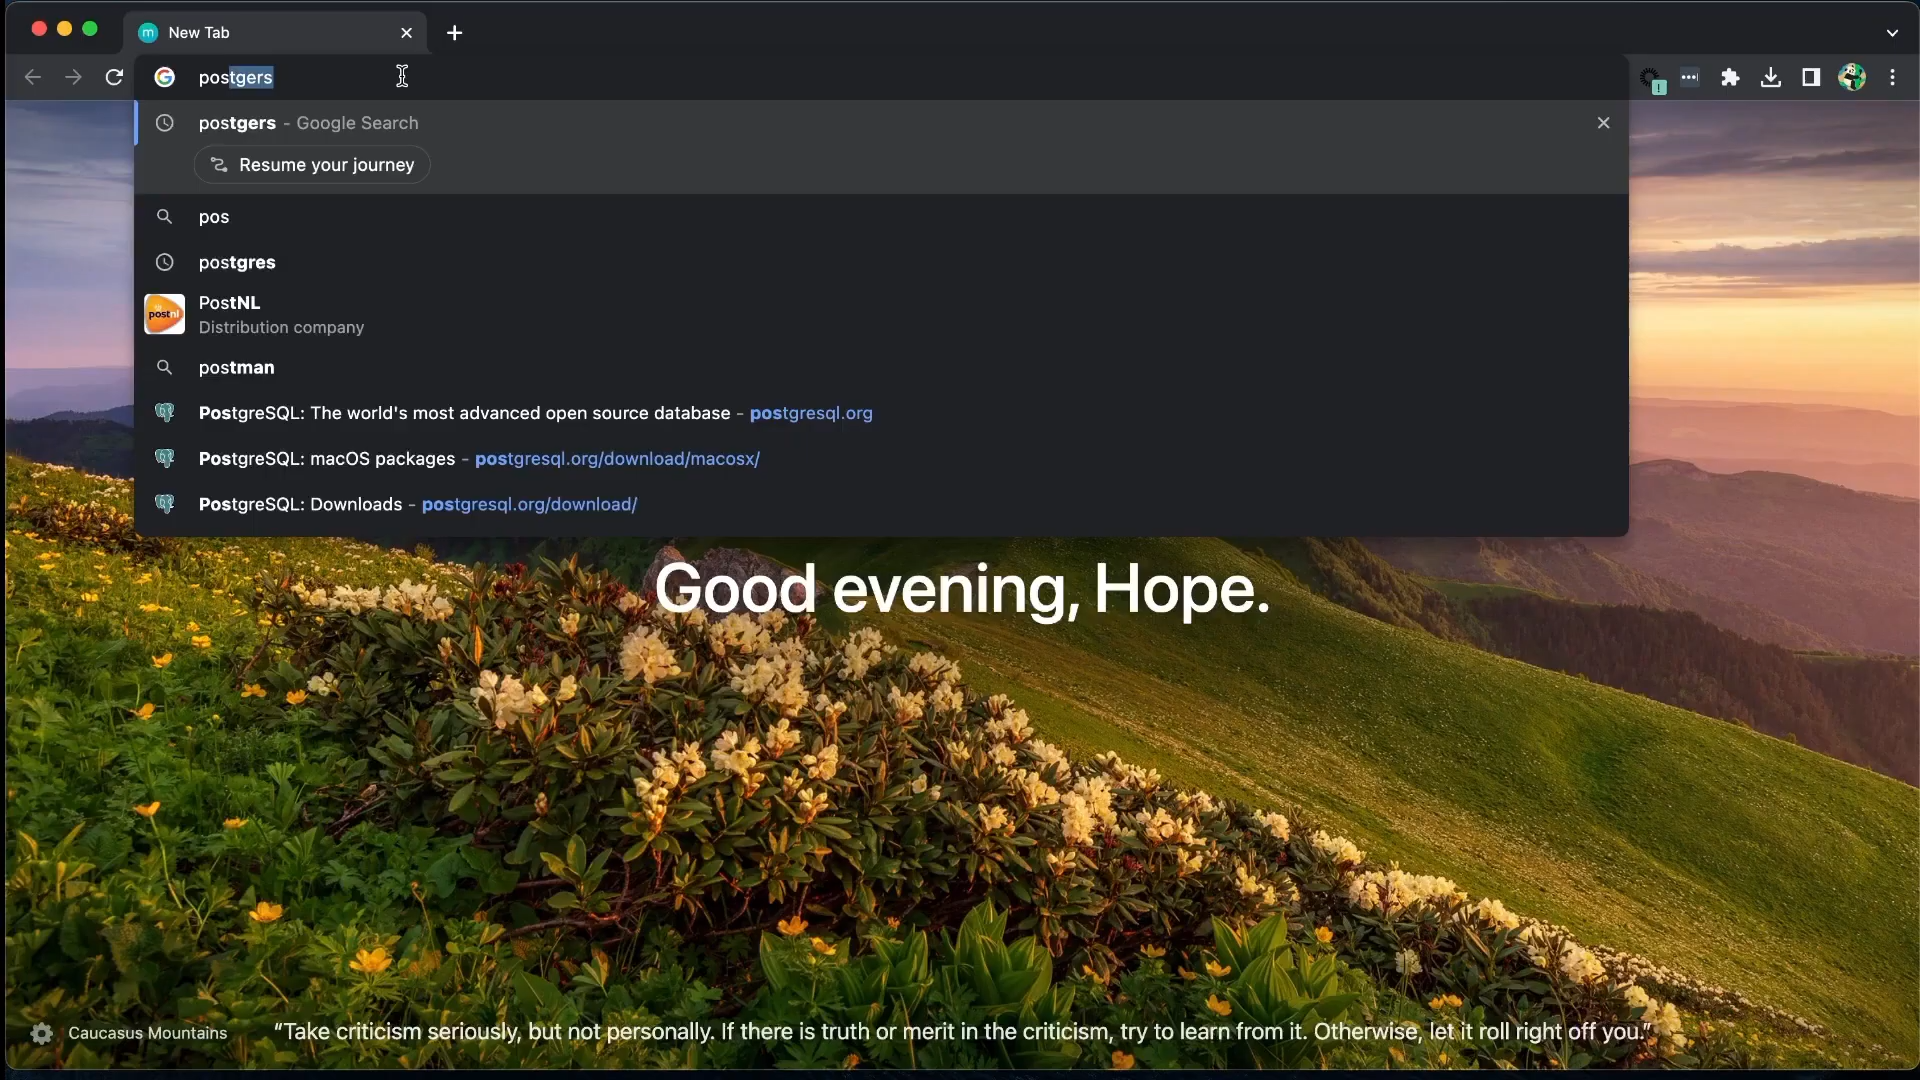 New Tab
postgers
postgers - Google Search
Resume your journey
pos
postgres
postnl
PostNL
Distribution company
postman
PostgreSQL: The world's most advanced open source database - postgresql.org
PostgreSQL: macOS packages - postgresql.org/download/macosx/
PostgreSQL: Downloads - postgresql.org/download/
Good evening, Hope.
Caucasus Mountains
“Take criticism seriously, but not personally. If there is truth or merit in the criticism, try to learn from it. Otherwise, let it roll right off you.”